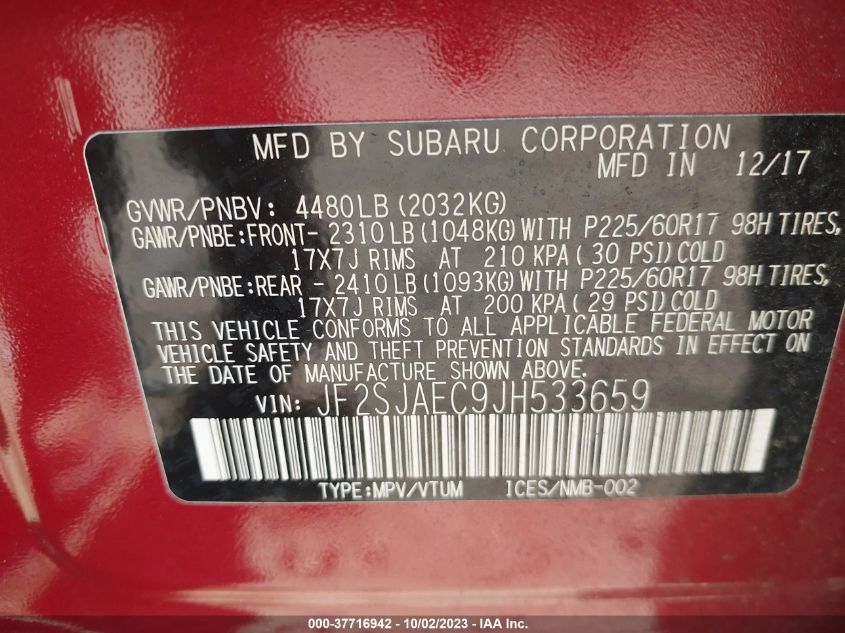 MFD BY SUBARU CORPORATION
MFD IN 12/17
GVWR/PNBV: 4480LB (2032KG)
GAWR/PNBE:FRONT- 2310LB (1048KG) WITH P225/60R17 98H TIRES,
17X7J RIMS AT 210 KPA ( 30 PSI) COLD
GAWR/PNBE:REAR - 2410LB (1093KG) WITH P225/60R17 98H TIRES,
17X7J RIMS AT 200 KPA ( 29 PSI) COLD
THIS VEHICLE CONFORMS TO ALL APPLICABLE FEDERAL MOTOR
VEHICLE SAFETY AND THEFT PREVENTION STANDARDS IN EFFECT ON
THE DATE OF MANUFACTURE SHOWN ABOVE.
VIN: JF2SJAEC9JH533659
TYPE:MPV/VTUM ICES/NMB-002
000-37716942 - 10/02/2023 - IAA Inc.